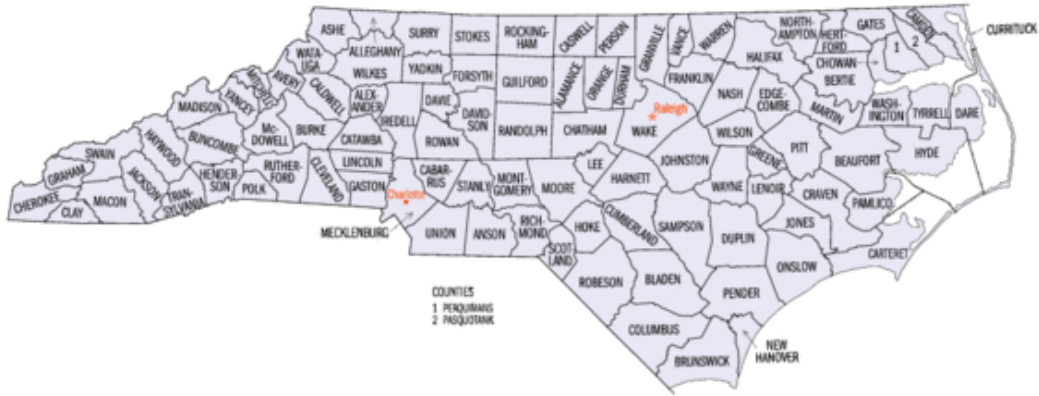 ASHE
ALLEGHANY
SURRY
STOKES
ROCKING-
HAM
CASWELL
PERSON
GRANVILLE
VANCE
WARREN
NORTH-
AMPTON
HERT-
FORD
GATES
CAMDEN
CURRITUCK
1
2
WATA
UGA
WILKES
YADKIN
FORSYTH
GUILFORD
ALAMANCE
ORANGE
DURHAM
FRANKLIN
HALIFAX
CHOWAN
BERTIE
MITCHELL
AVERY
CALDWELL
ALEX-
ANDER
IREDELL
DAVIE
DAVID-
SON
NASH
EDGE-
COMBE
MARTIN
WASH-
INGTON
TYRRELL
DARE
MADISON
YANCEY
Mc-
DOWELL
BURKE
CATAWBA
ROWAN
RANDOLPH
CHATHAM
Raleigh
WAKE
WILSON
GREENE
PITT
BEAUFORT
HYDE
HAYWOOD
BUNCOMBE
RUTHER-
FORD
CLEVELAND
LINCOLN
GASTON
CABAR-
RUS
STANLY
MONT-
GOMERY
MOORE
LEE
HARNETT
JOHNSTON
WAYNE
LENOIR
CRAVEN
PAMLICO
SWAIN
GRAHAM
CHEROKEE
CLAY
MACON
JACKSON
TRAN-
SYLVANIA
HENDER
SON
POLK
Charlotte
MECKLENBURG
UNION
ANSON
RICH-
MOND
SCOT-
LAND
HOKE
CUMBERLAND
SAMPSON
DUPLIN
JONES
CARTERET
ONSLOW
ROBESON
BLADEN
PENDER
COLUMBUS
BRUNSWICK
NEW
HANOVER
COUNTIES
1 PERQUIMANS
2 PASQUOTANK